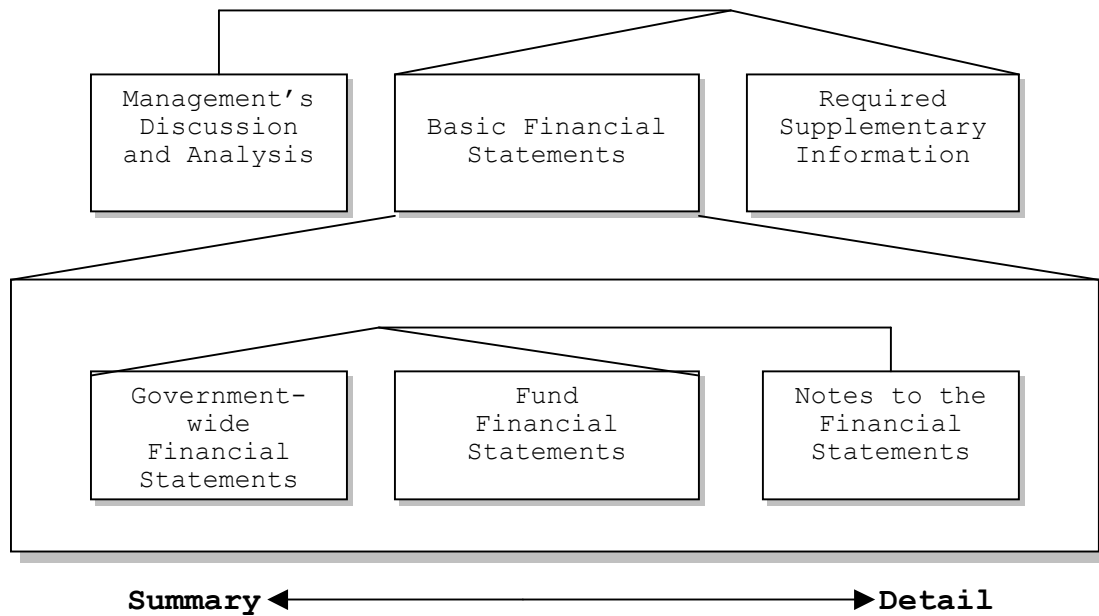 Management’s
Discussion
and Analysis
Basic Financial
Statements
Required
Supplementary
Information
Government-
wide
Financial
Statements
Fund
Financial
Statements
Notes to the
Financial
Statements
Summary
Detail